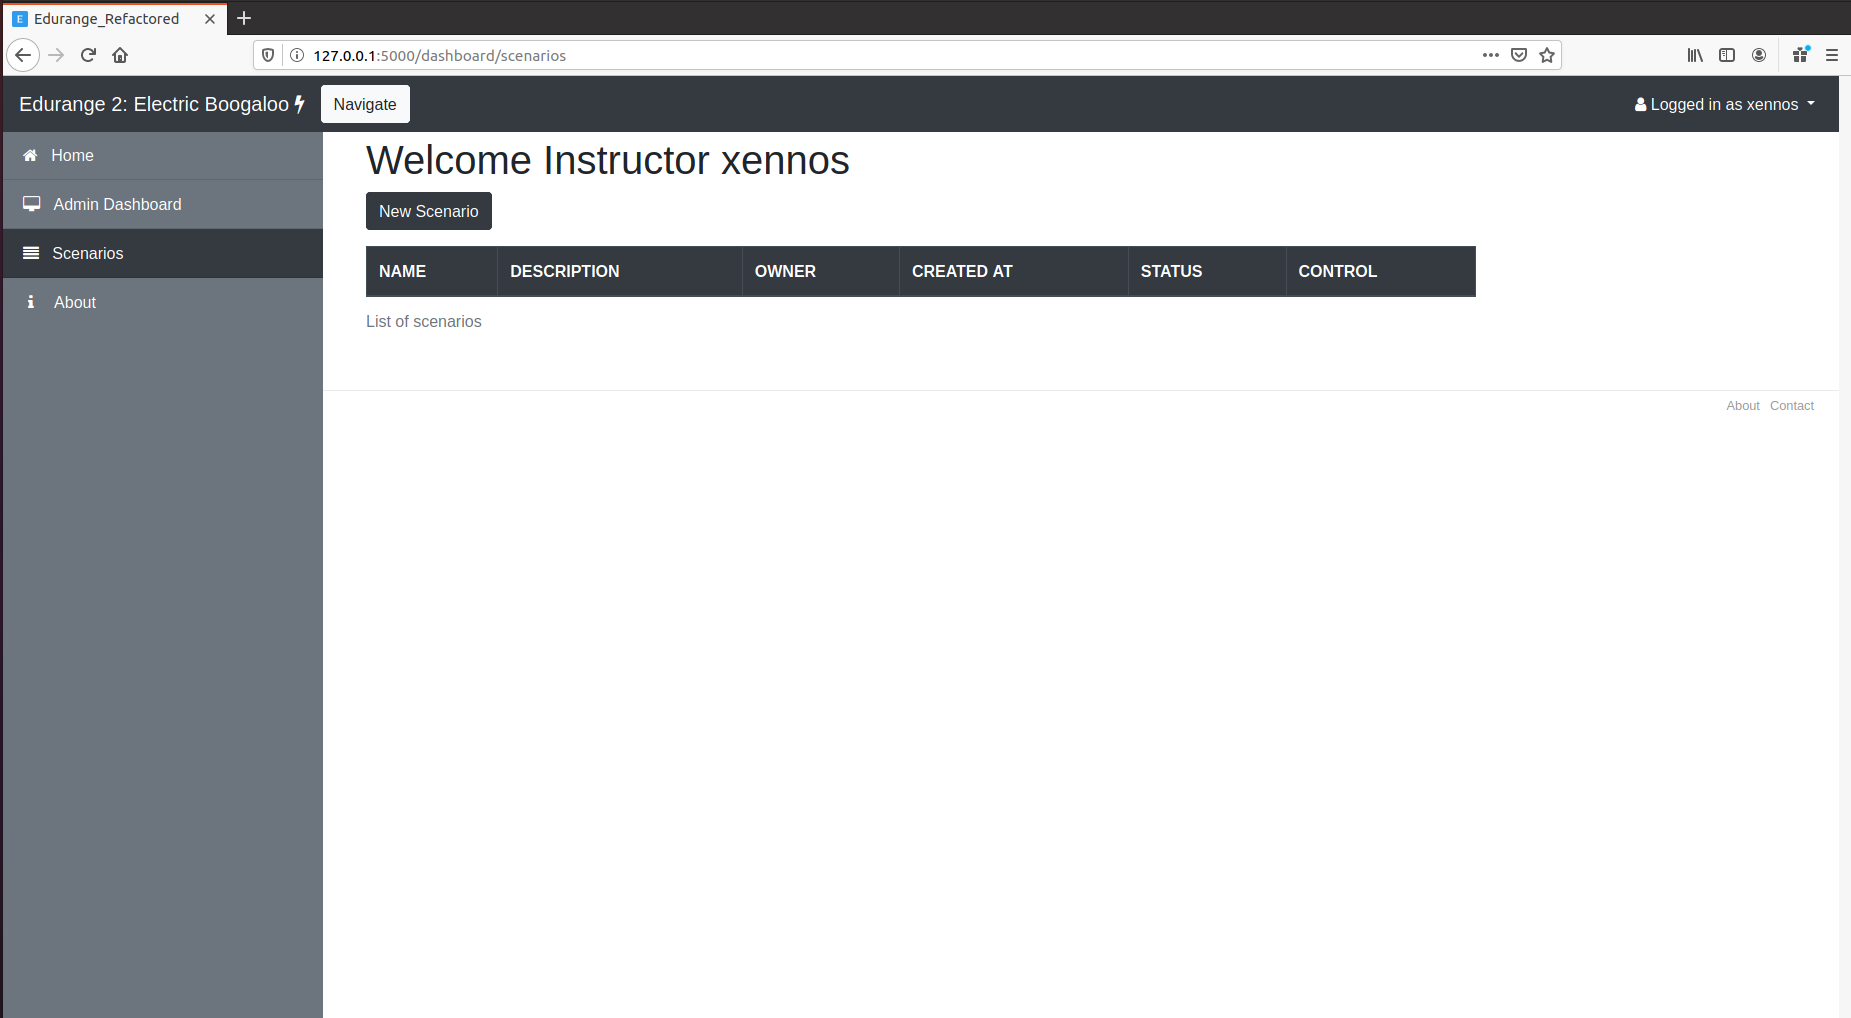 E Edurange_Refactored
127.0.0.1:5000/dashboard/scenarios
Edurange 2: Electric Boogaloo Navigate Logged in as xennos
Home
Admin Dashboard
Scenarios
About
Welcome Instructor xennos
New Scenario
NAME DESCRIPTION OWNER CREATED AT STATUS CONTROL
List of scenarios
About Contact